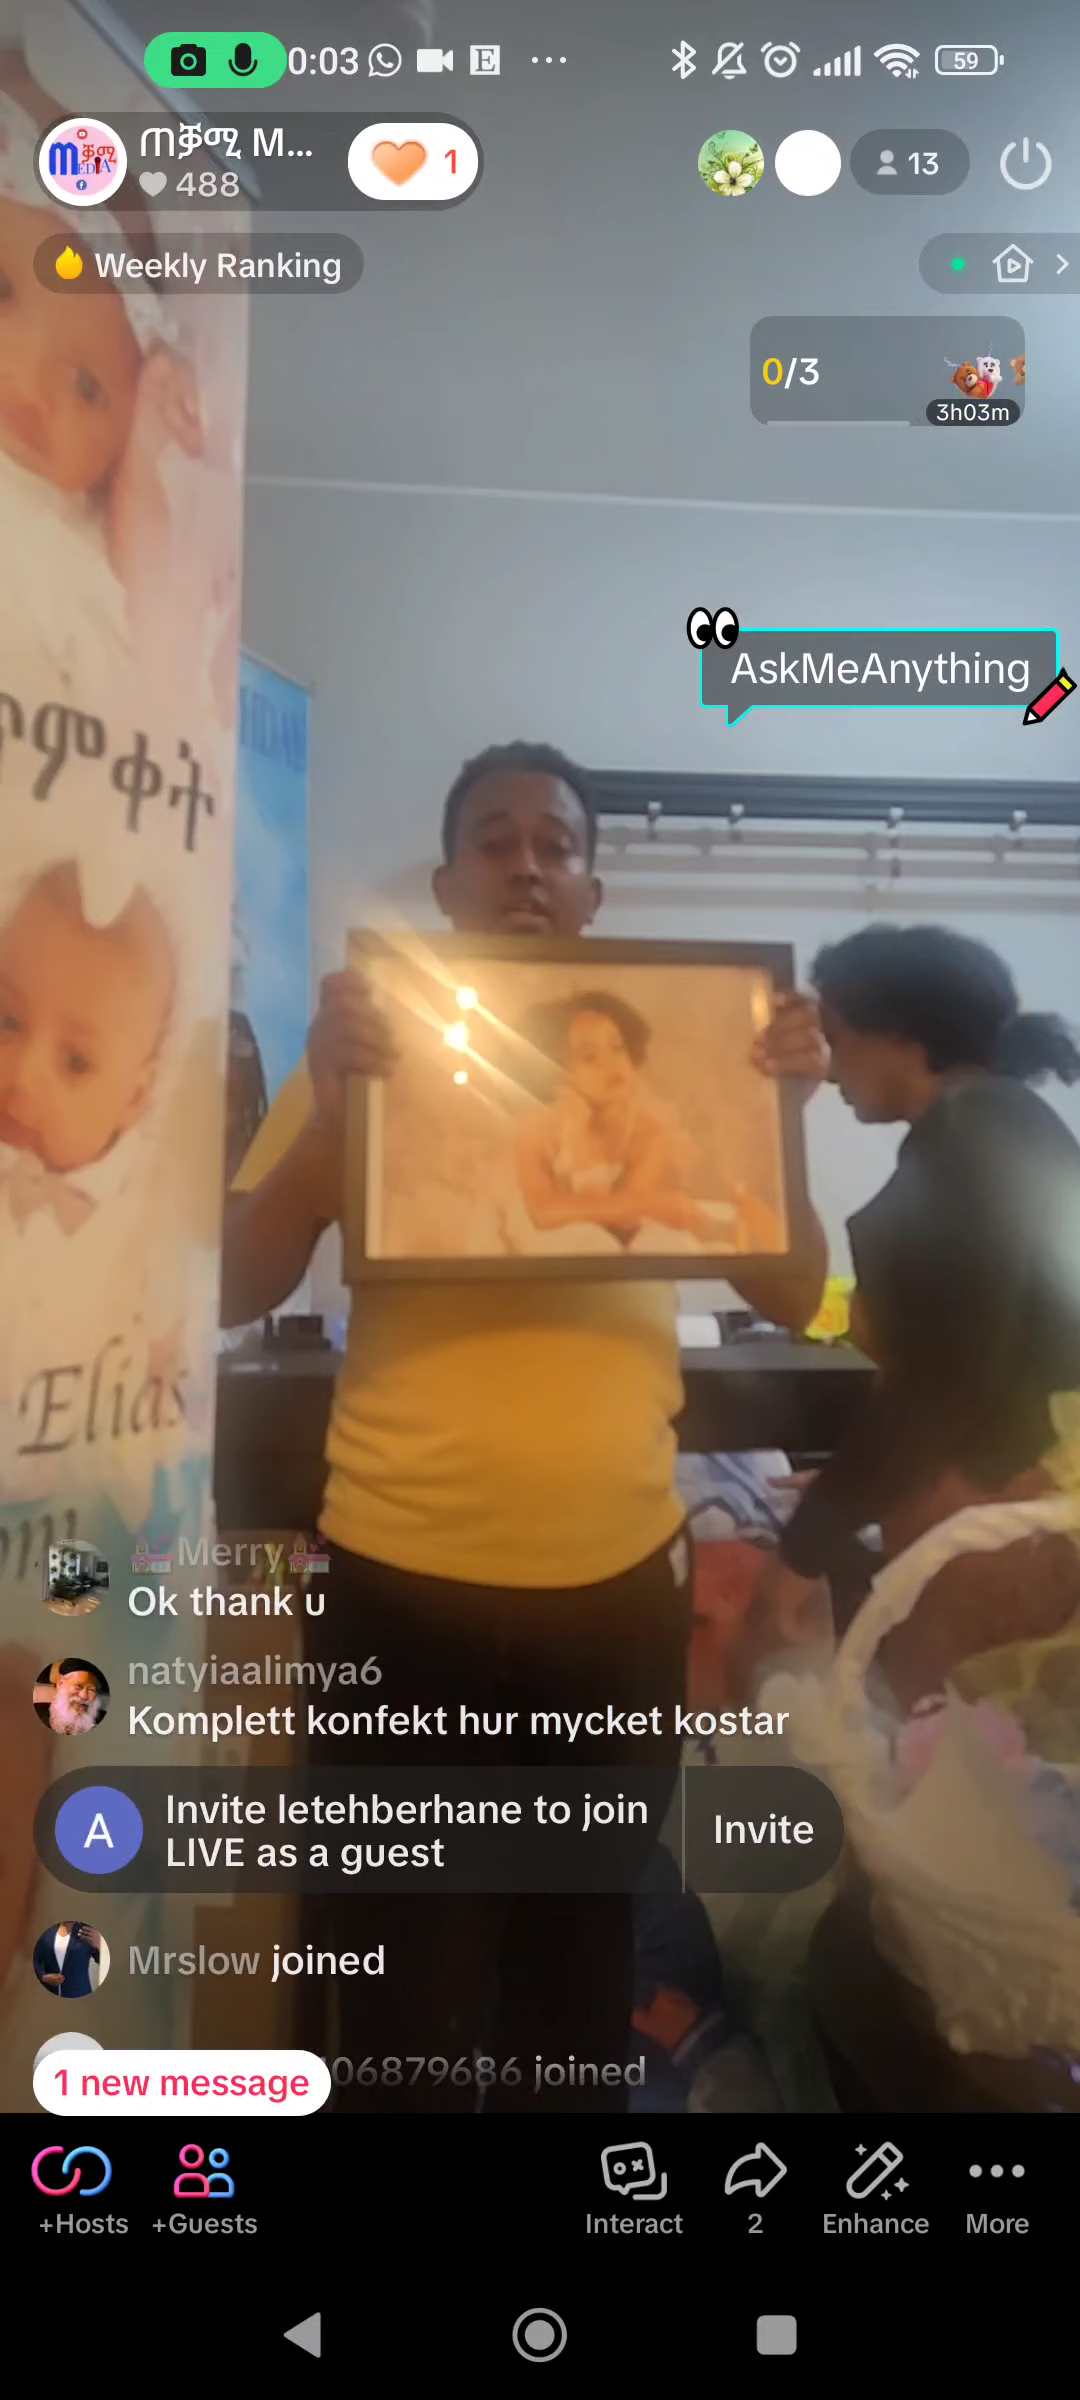 0:03
E
59
ጠቻሚ M...
488
1
13
Weekly Ranking
0/3
3h03m
AskMeAnything
ጥምቀት
Elias
Merry
Ok thank u
natyiaalimya6
Komplett konfekt hur mycket kostar
A
Invite letehberhane to join
LIVE as a guest
Invite
Mrslow joined
06879686 joined
1 new message
+Hosts
+Guests
Interact
2
Enhance
More